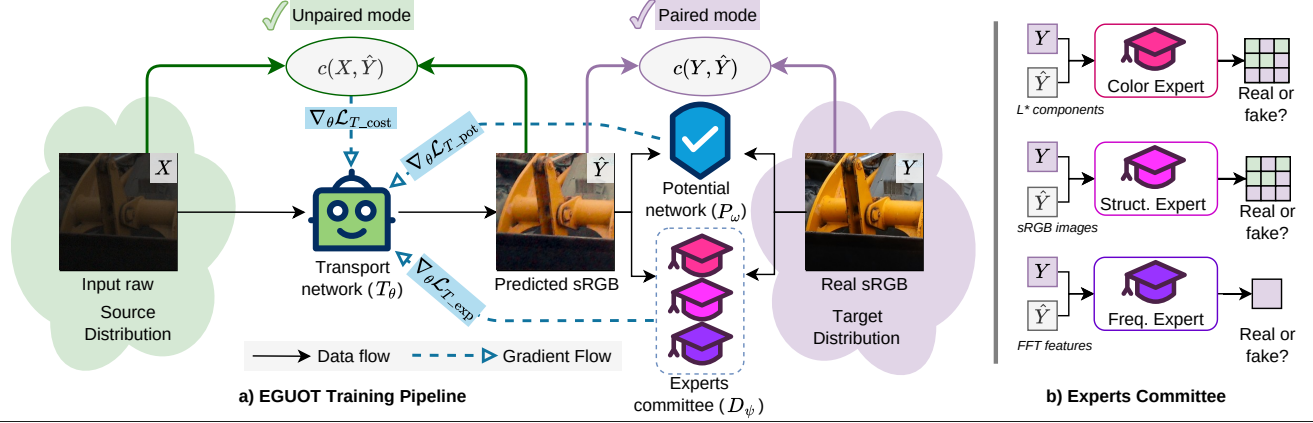 Unpaired mode
Paired mode
c(X, Ŷ)
c(Y, Ŷ)
∇θℒT_cost
∇θℒT_pot
X
Ŷ
Y
Potential
network (Pω)
Input raw
Source
Distribution
Transport
network (Tθ)
Predicted sRGB
∇θℒT_exp
Real sRGB
Target
Distribution
Data flow
Gradient Flow
Experts
committee (Dψ)
a) EGUOT Training Pipeline
Y
Ŷ
L* components
Color Expert
Real or
fake?
Y
Ŷ
sRGB images
Struct. Expert
Real or
fake?
Y
Ŷ
FFT features
Freq. Expert
Real or
fake?
b) Experts Committee